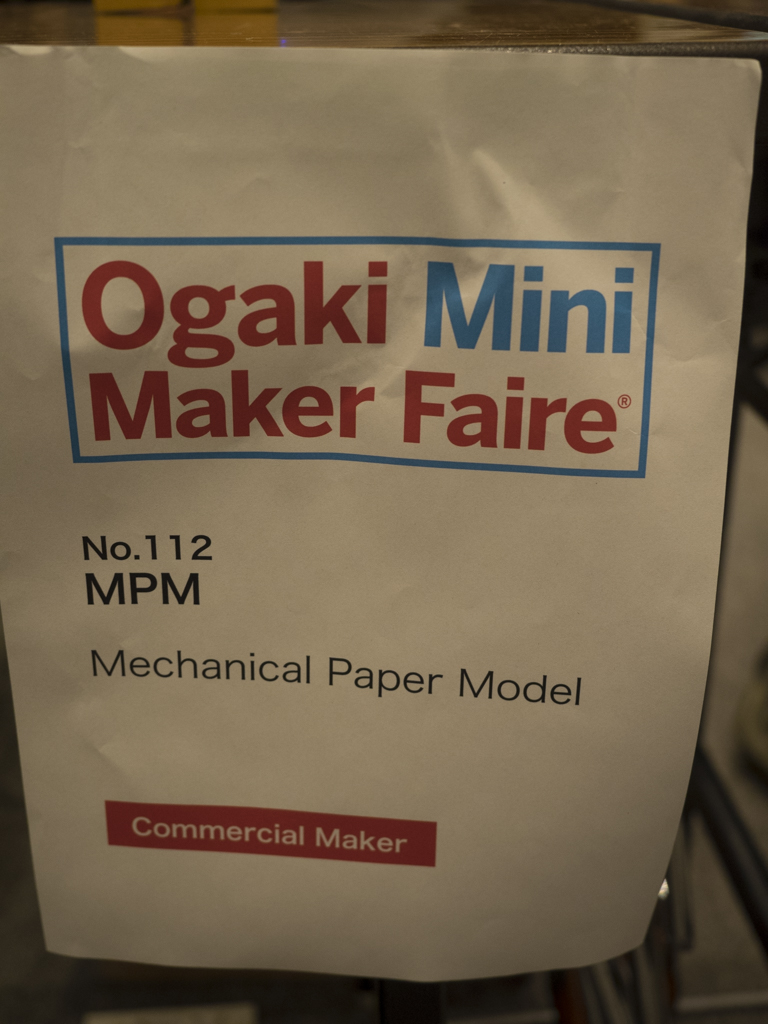 Ogaki Mini
Maker Faire®
No.112
MPM
Mechanical Paper Model
Commercial Maker